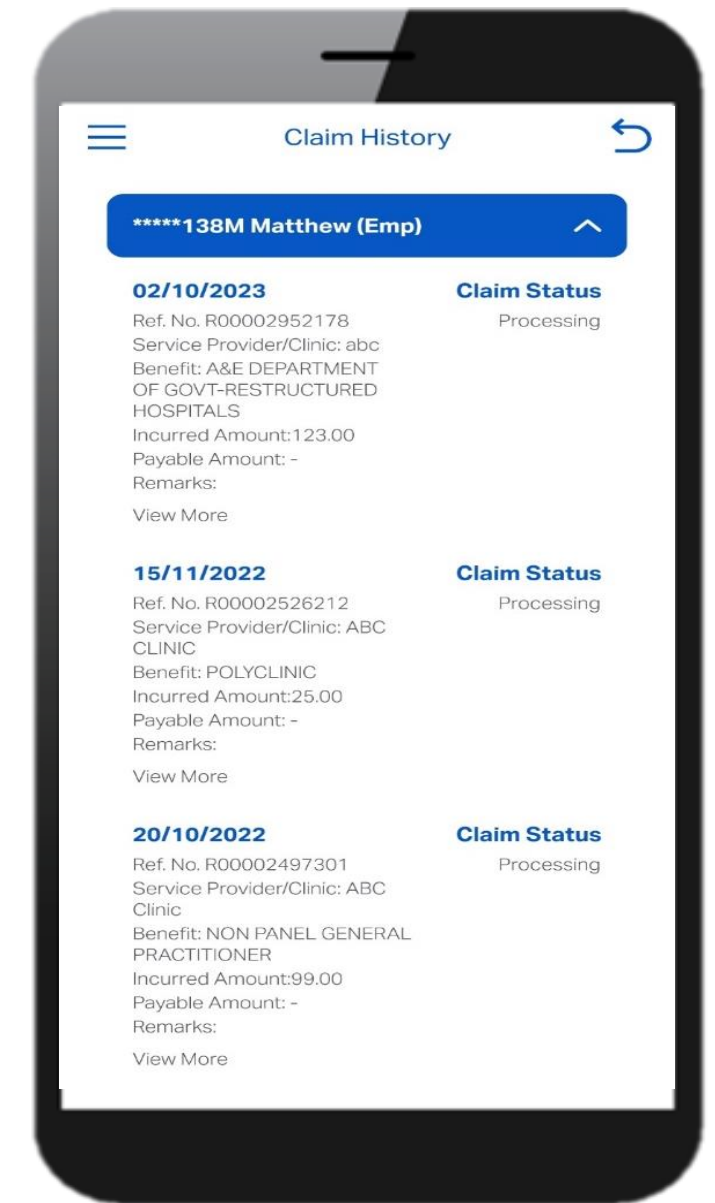 Claim History
*****138M Matthew (Emp)
02/10/2023 Claim Status
Ref. No. R00002952178 Processing
Service Provider/Clinic: abc
Benefit: A&E DEPARTMENT
OF GOVT-RESTRUCTURED
HOSPITALS
Incurred Amount:123.00
Payable Amount: -
Remarks:
View More
15/11/2022 Claim Status
Ref. No. R00002526212 Processing
Service Provider/Clinic: ABC
CLINIC
Benefit: POLYCLINIC
Incurred Amount:25.00
Payable Amount: -
Remarks:
View More
20/10/2022 Claim Status
Ref. No. R00002497301 Processing
Service Provider/Clinic: ABC
Clinic
Benefit: NON PANEL GENERAL
PRACTITIONER
Incurred Amount:99.00
Payable Amount: -
Remarks:
View More